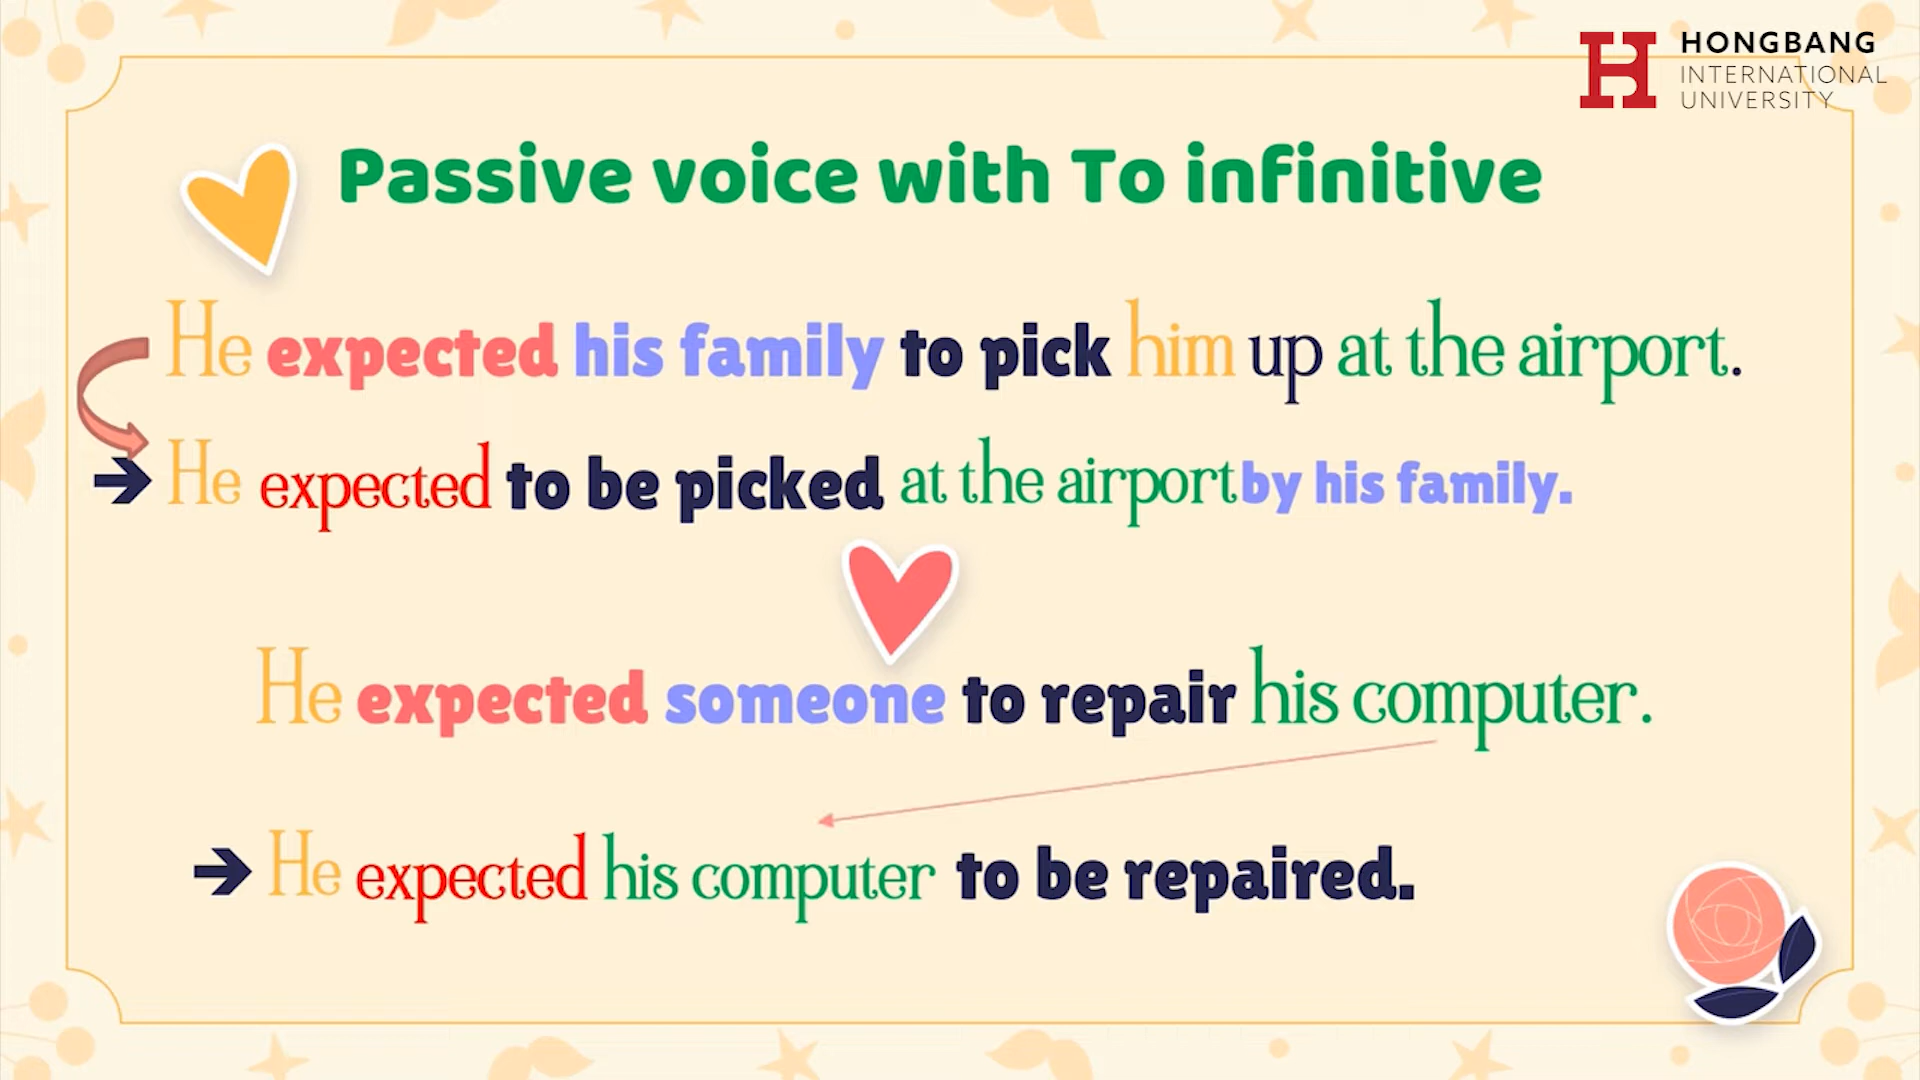 HONGBANG
INTERNATIONAL
UNIVERSITY
Passive voice with To infinitive
He expected his family to pick him up at the airport.
➔ He expected to be picked at the airport by his family.
He expected someone to repair his computer.
➔ He expected his computer to be repaired.